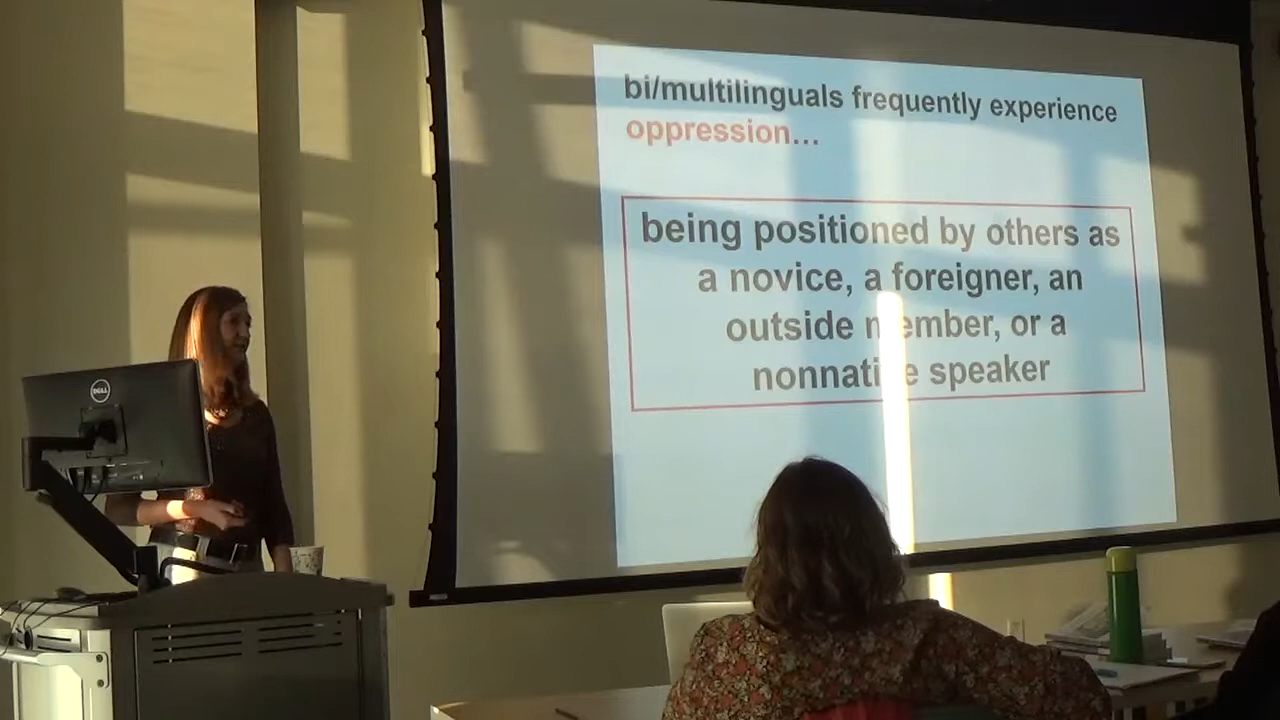 bi/multilinguals frequently experience
oppression...
being positioned by others as
a novice, a foreigner, an
outside member, or a
nonnative speaker
DELL